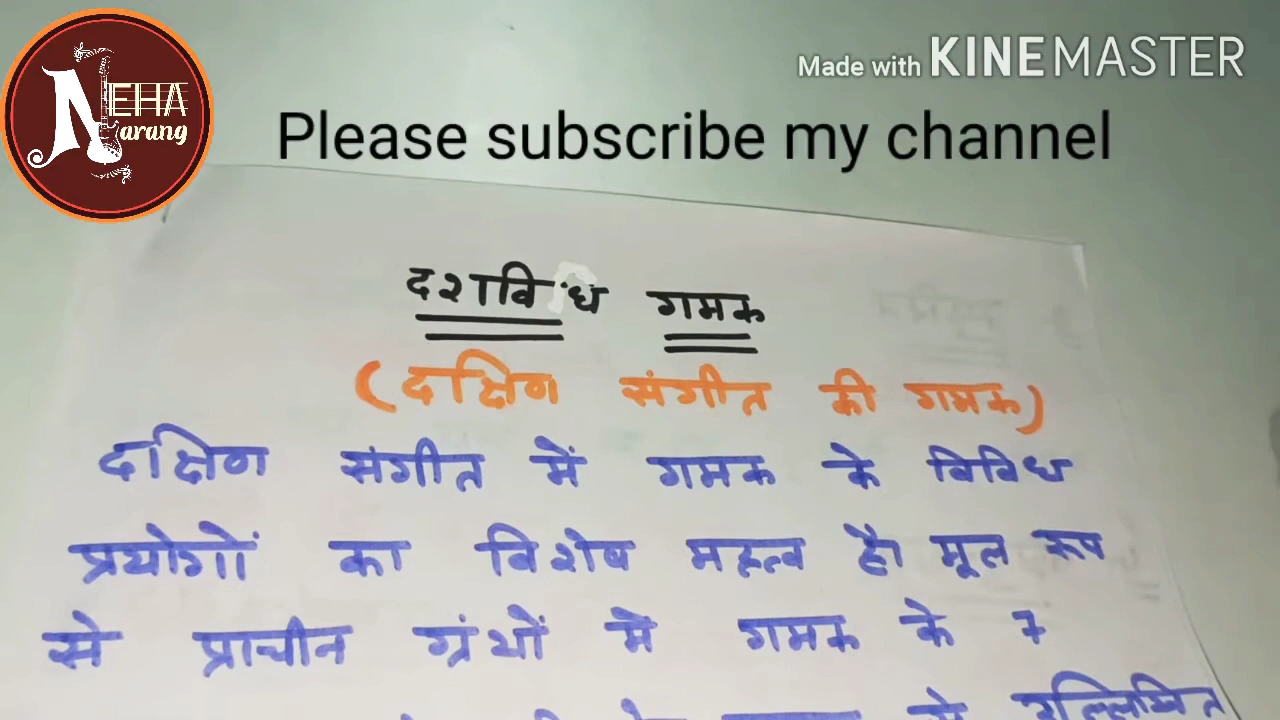 NEHA
Narang
Made with KINEMASTER
Please subscribe my channel
दशविध गमक
(दक्षिण संगीत की गमक)
दक्षिण संगीत में गमक के विविध
प्रयोगों का विशेष महत्व है। मूल रूप
से प्राचीन ग्रंथों में गमक के 7
उल्लिखित